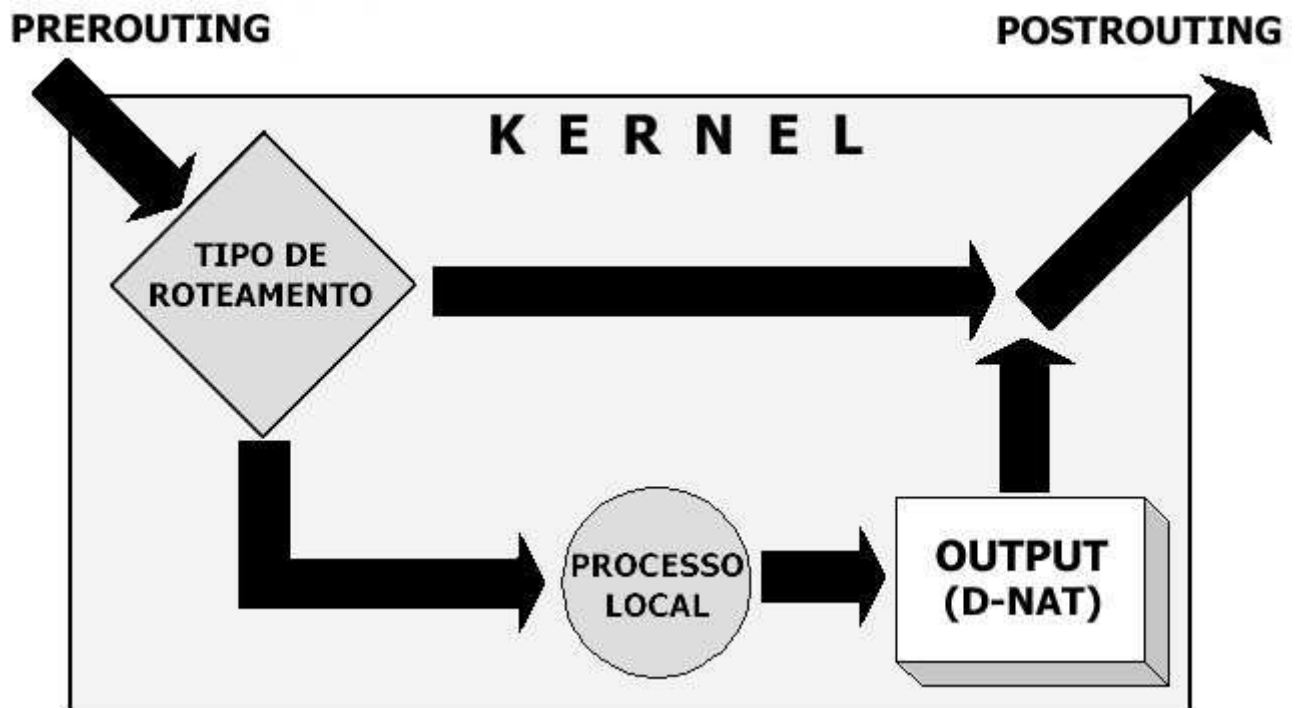 PREROUTING
POSTROUTING
K E R N E L
TIPO DE
ROTEAMENTO
PROCESSO
LOCAL
OUTPUT
(D-NAT)